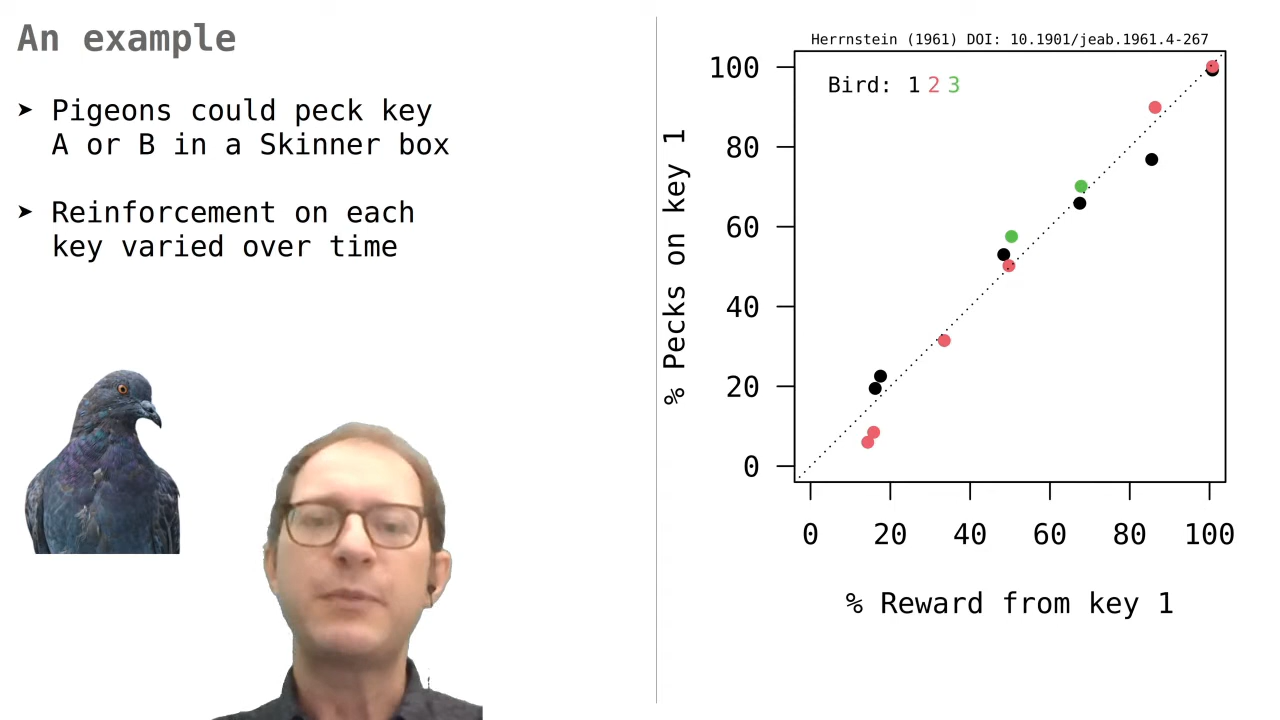 An example
➤ Pigeons could peck key
A or B in a Skinner box
➤ Reinforcement on each
key varied over time
Herrnstein (1961) DOI: 10.1901/jeab.1961.4-267
Bird: 1 2 3
% Pecks on key 1
100
80
60
40
20
0
0 20 40 60 80 100
% Reward from key 1